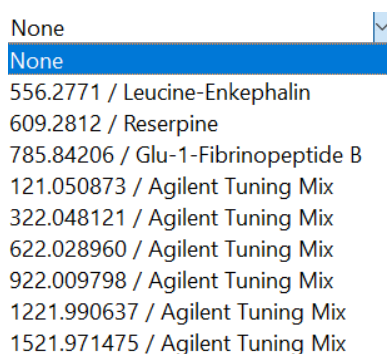 None
None
556.2771 / Leucine-Enkephalin
609.2812 / Reserpine
785.84206 / Glu-1-Fibrinopeptide B
121.050873 / Agilent Tuning Mix
322.048121 / Agilent Tuning Mix
622.028960 / Agilent Tuning Mix
922.009798 / Agilent Tuning Mix
1221.990637 / Agilent Tuning Mix
1521.971475 / Agilent Tuning Mix